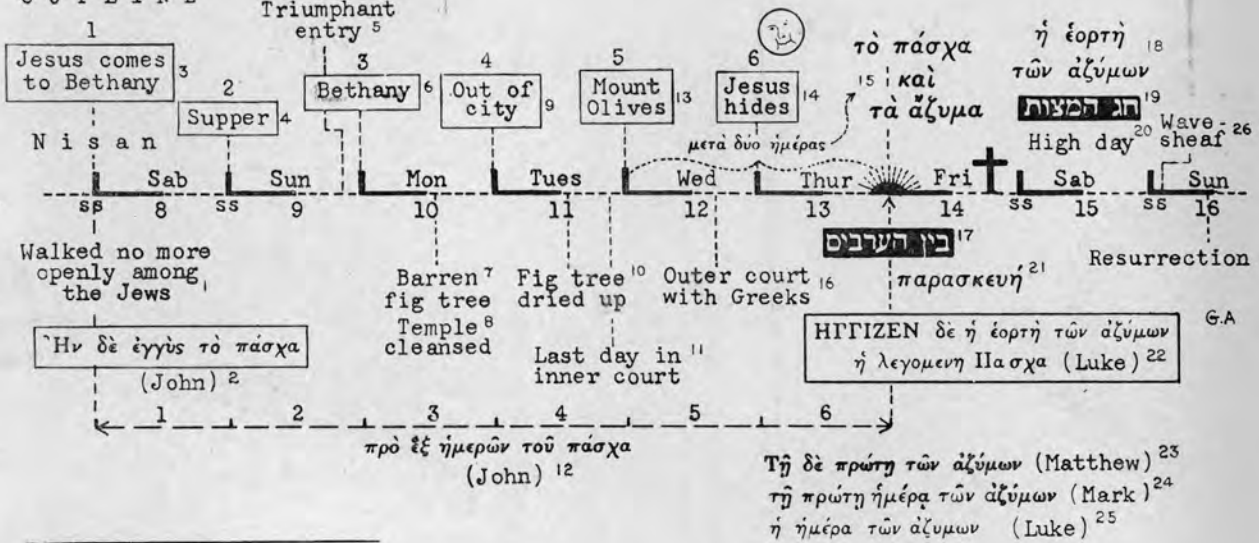 1
Jesus comes
to Bethany 3
2
Supper 4
Triumphant
entry 5
3
Bethany 6
4
Out of
city 9
5
Mount
Olives 13
6
Jesus
hides 14
μετὰ δύο ἡμέρας
τὸ πάσχα
15 καὶ
τὰ ἄζυμα
ἡ ἑορτὴ 18
τῶν ἀζύμων
חג המצות 19
High day 20
Wave-
sheaf 26
Nisan
Sab Sun Mon Tues Wed Thur Fri Sab Sun
ss 8 ss 9 10 11 12 13 14 ss 15 ss 16
Walked no more
openly among
the Jews 1
Ἦν δὲ ἐγγὺς τὸ πάσχα
(John) 2
Barren 7
fig tree
Temple 8
cleansed
Fig tree 10
dried up
Last day in 11
inner court
Outer court
with Greeks 16
בין הערבים 17
παρασκευή 21
Resurrection
G.A
ΗΓΓΙΖΕΝ δὲ ἡ ἑορτὴ τῶν ἀζύμων
ἡ λεγομενη Πασχα (Luke) 22
1 2 3 4 5 6
πρὸ ἓξ ἡμερῶν τοῦ πάσχα
(John) 12
Τῇ δὲ πρώτῃ τῶν ἀζύμων (Matthew) 23
τῇ πρώτῃ ἡμέρᾳ τῶν ἀζύμων (Mark) 24
ἡ ἡμέρα τῶν ἀζυμων (Luke) 25